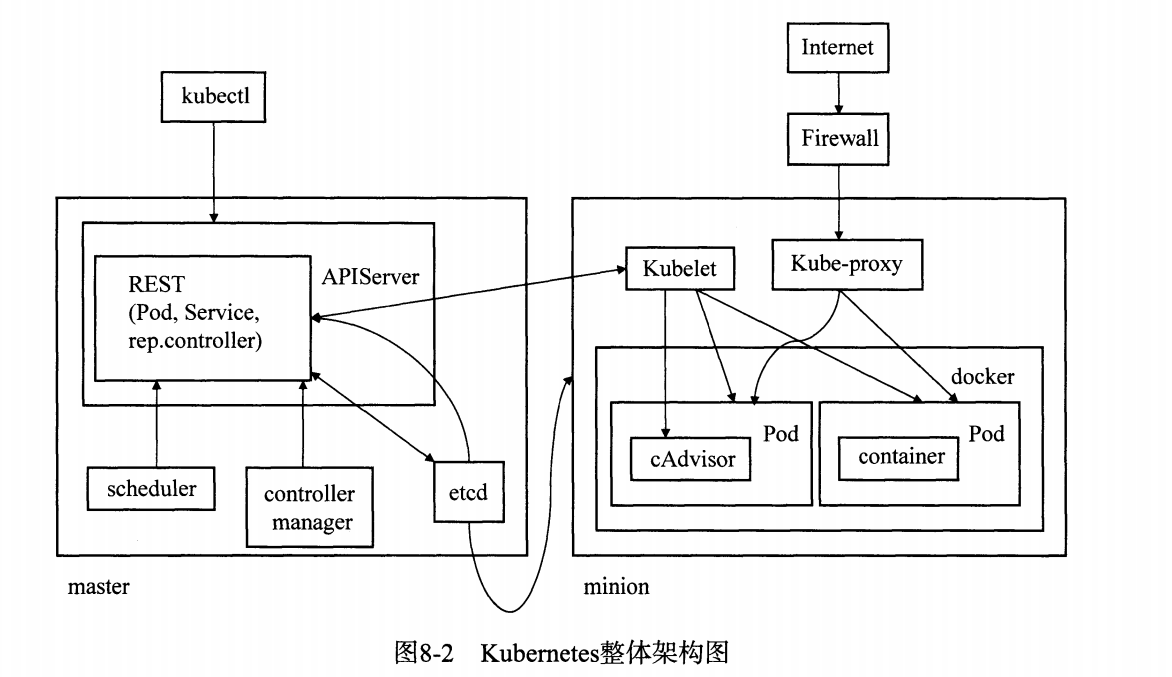 Internet
kubectl
Firewall
REST
(Pod, Service,
rep.controller)
APIServer
Kubelet
Kube-proxy
docker
Pod
cAdvisor
Pod
container
scheduler
controller
manager
etcd
master
minion
图8-2 Kubernetes整体架构图